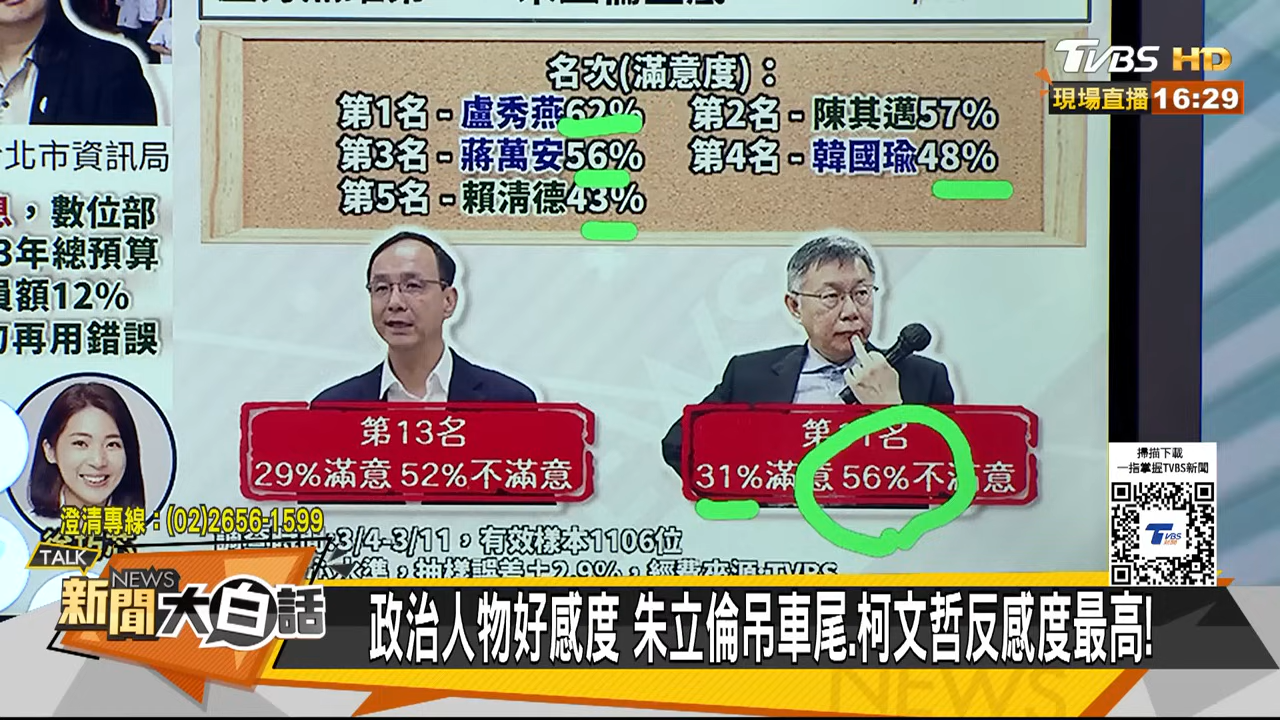 TVBS HD
現場直播 16:29
名次(滿意度)：
第1名 - 盧秀燕62% 第2名 - 陳其邁57%
第3名 - 蔣萬安56% 第4名 - 韓國瑜48%
第5名 - 賴清德43%
北市資訊局
，數位部
年總預算
員額12%
再用錯誤
第13名
29%滿意 52%不滿意
31%滿意 56%不滿意
掃描下載
一指掌握TVBS新聞
TVBS
新聞
澄清專線：(02)2656-1599
3/4-3/11，有效樣本1106位
TALK
NEWS
新聞大白話
政治人物好感度 朱立倫吊車尾.柯文哲反感度最高!
NEWS